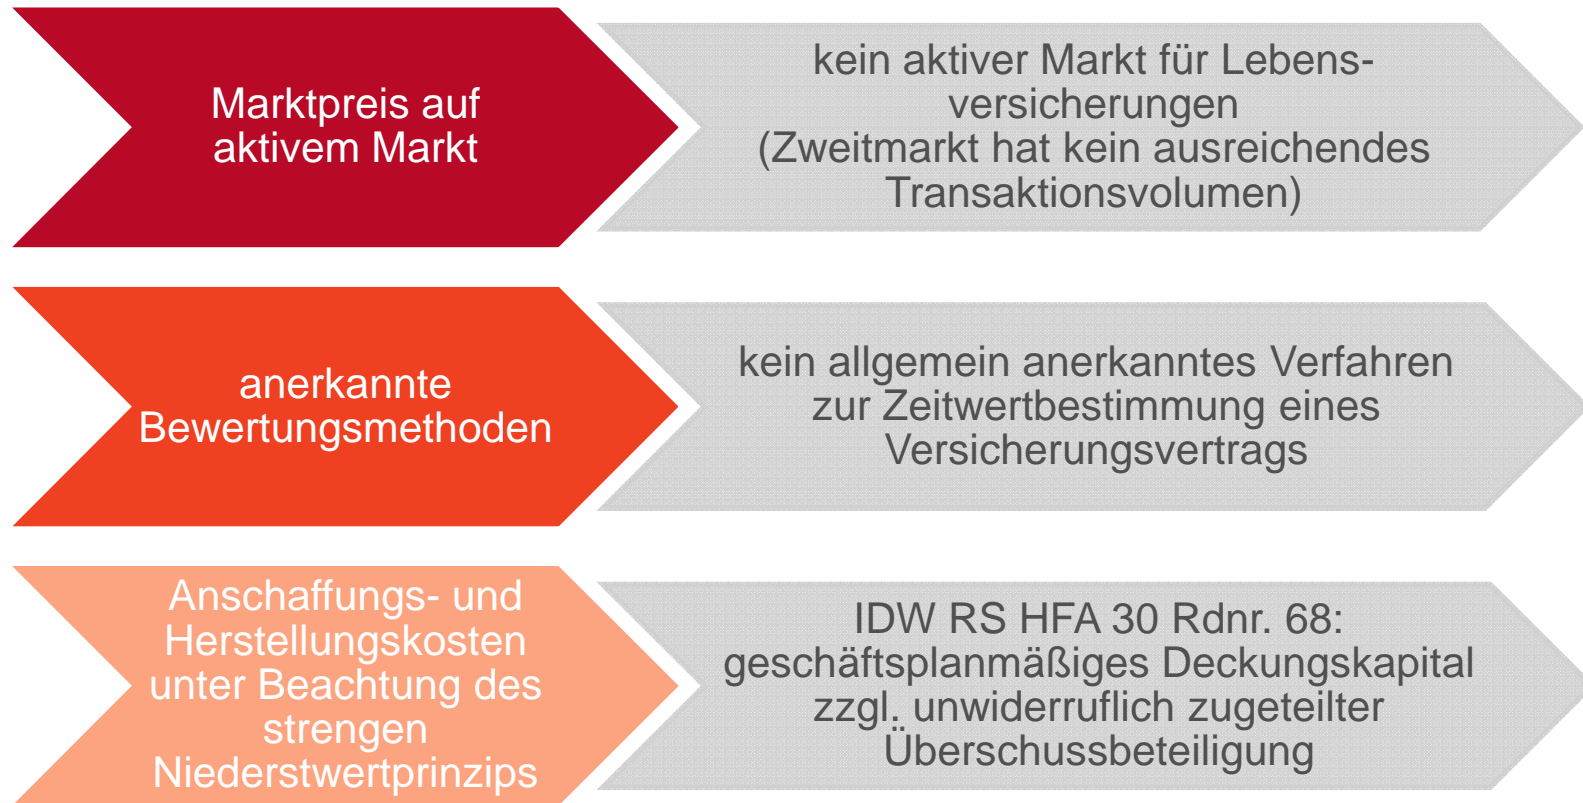 Marktpreis auf
aktivem Markt
kein aktiver Markt für Lebens-
versicherungen
(Zweitmarkt hat kein ausreichendes
Transaktionsvolumen)
anerkannte
Bewertungsmethoden
kein allgemein anerkanntes Verfahren
zur Zeitwertbestimmung eines
Versicherungsvertrags
Anschaffungs- und
Herstellungskosten
unter Beachtung des
strengen
Niederstwertprinzips
IDW RS HFA 30 Rdnr. 68:
geschäftsplanmäßiges Deckungskapital
zzgl. unwiderruflich zugeteilter
Überschussbeteiligung